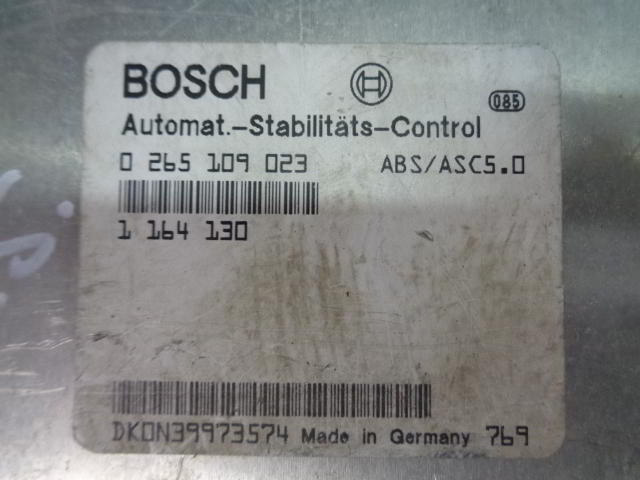 BOSCH
085
Automat.-Stabilitäts-Control
0 265 109 023 ABS/ASC5.0
1 164 130
DK0N39973574 Made in Germany 769